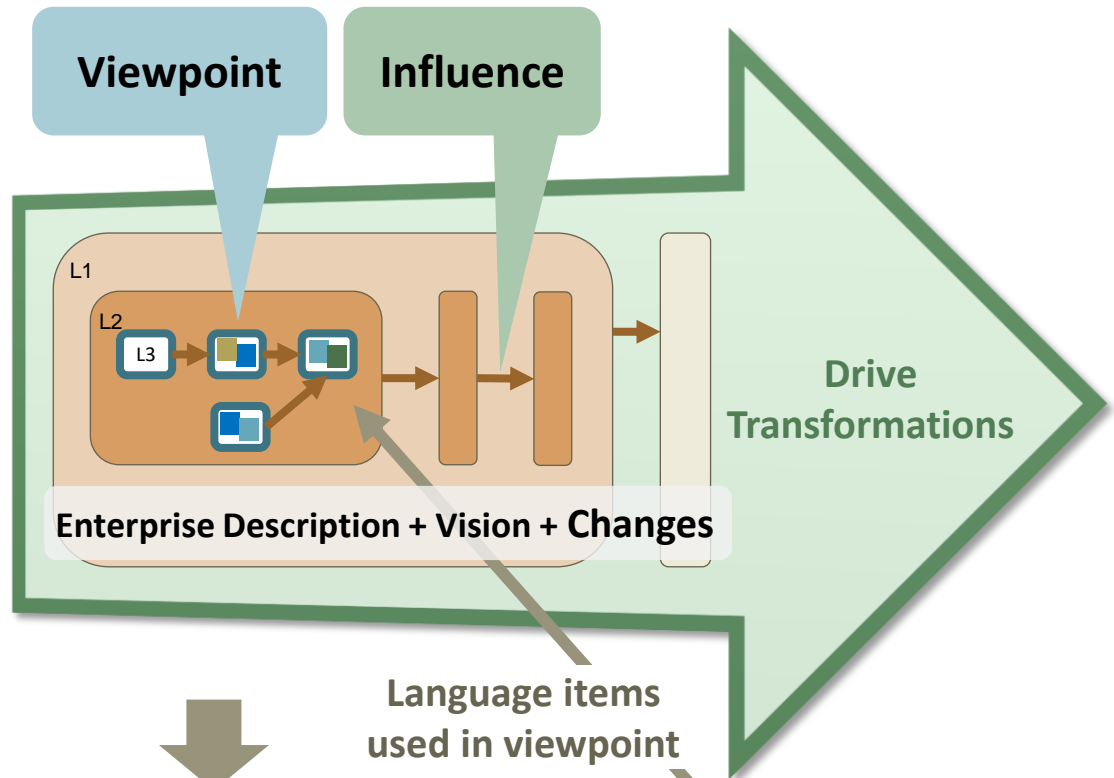 Viewpoint
Influence
L1
L2
L3
Drive
Transformations
Enterprise Description + Vision + Changes
Language items
used in viewpoint